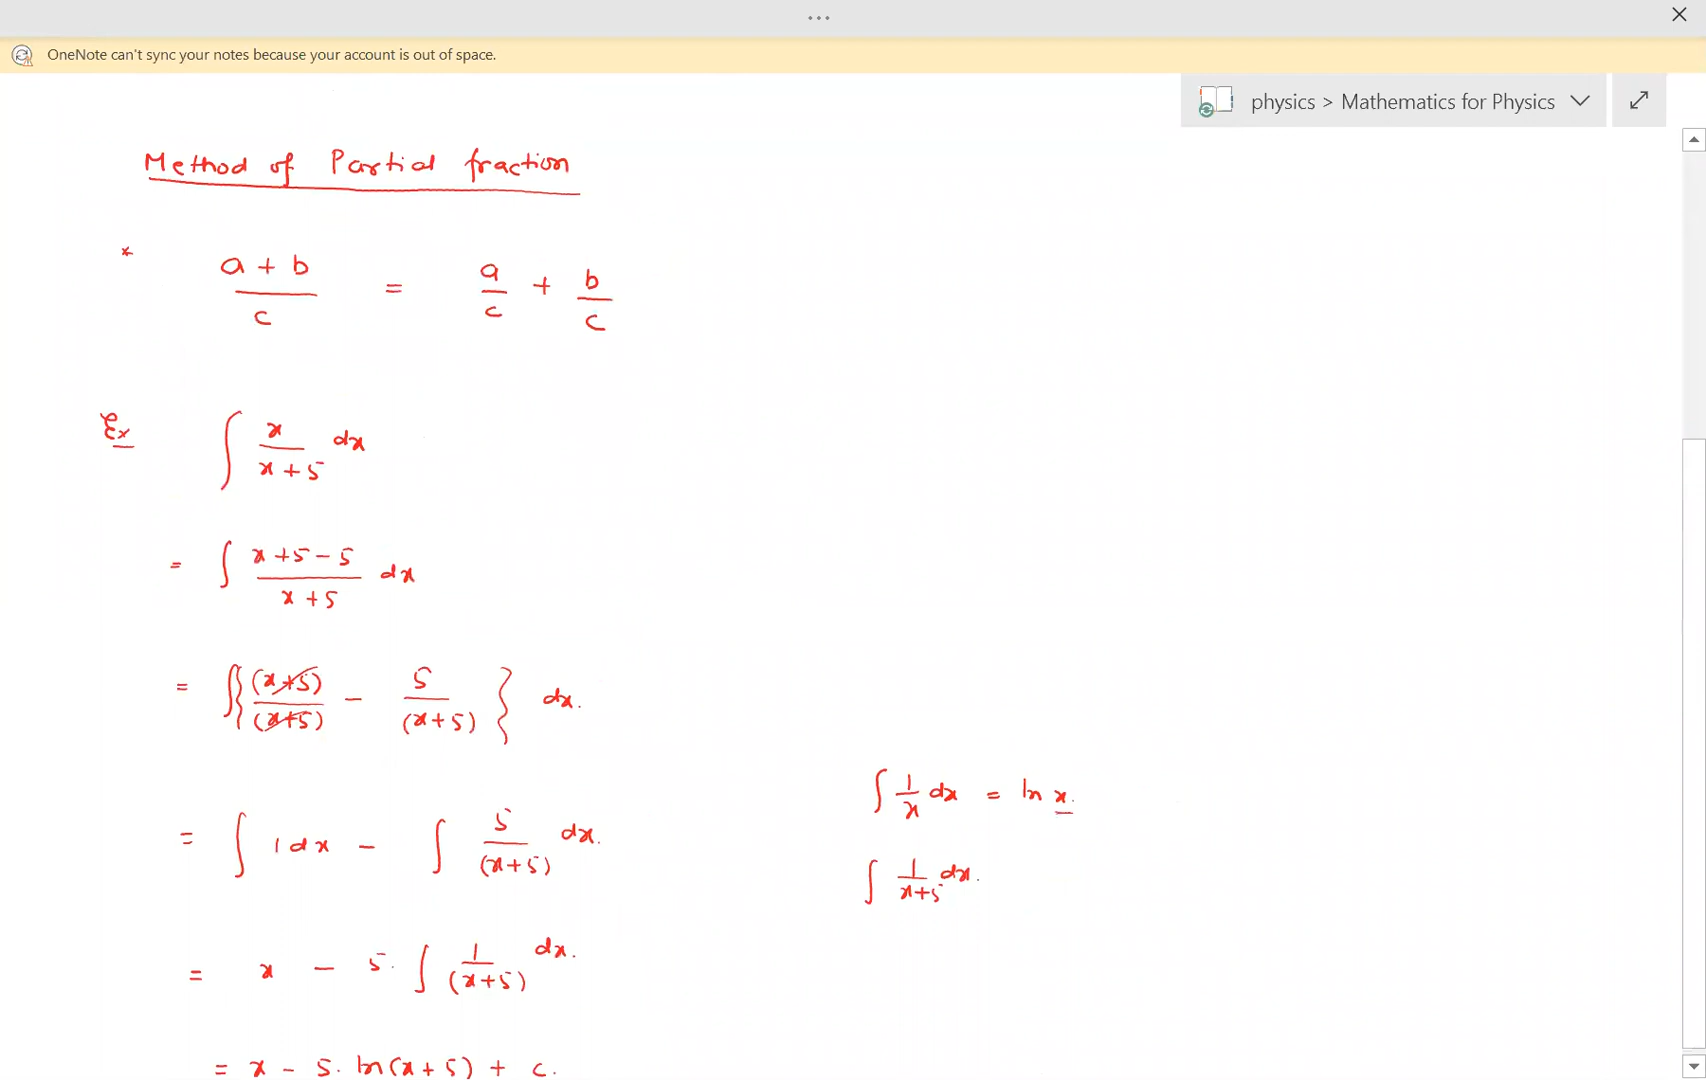 OneNote can't sync your notes because your account is out of space.
physics > Mathematics for Physics
Method of Partial fraction
* (a + b)/c = a/c + b/c
Ex ∫ x/(x+5) dx
= ∫ (x+5-5)/(x+5) dx
= ∫{ (x+5)/(x+5) - 5/(x+5) } dx.
= ∫ 1 dx - ∫ 5/(x+5) dx.
= x - 5. ∫ 1/(x+5) dx.
= x - 5. ln(x+5) + c.
∫ 1/x dx = ln x.
∫ 1/(x+5) dx.